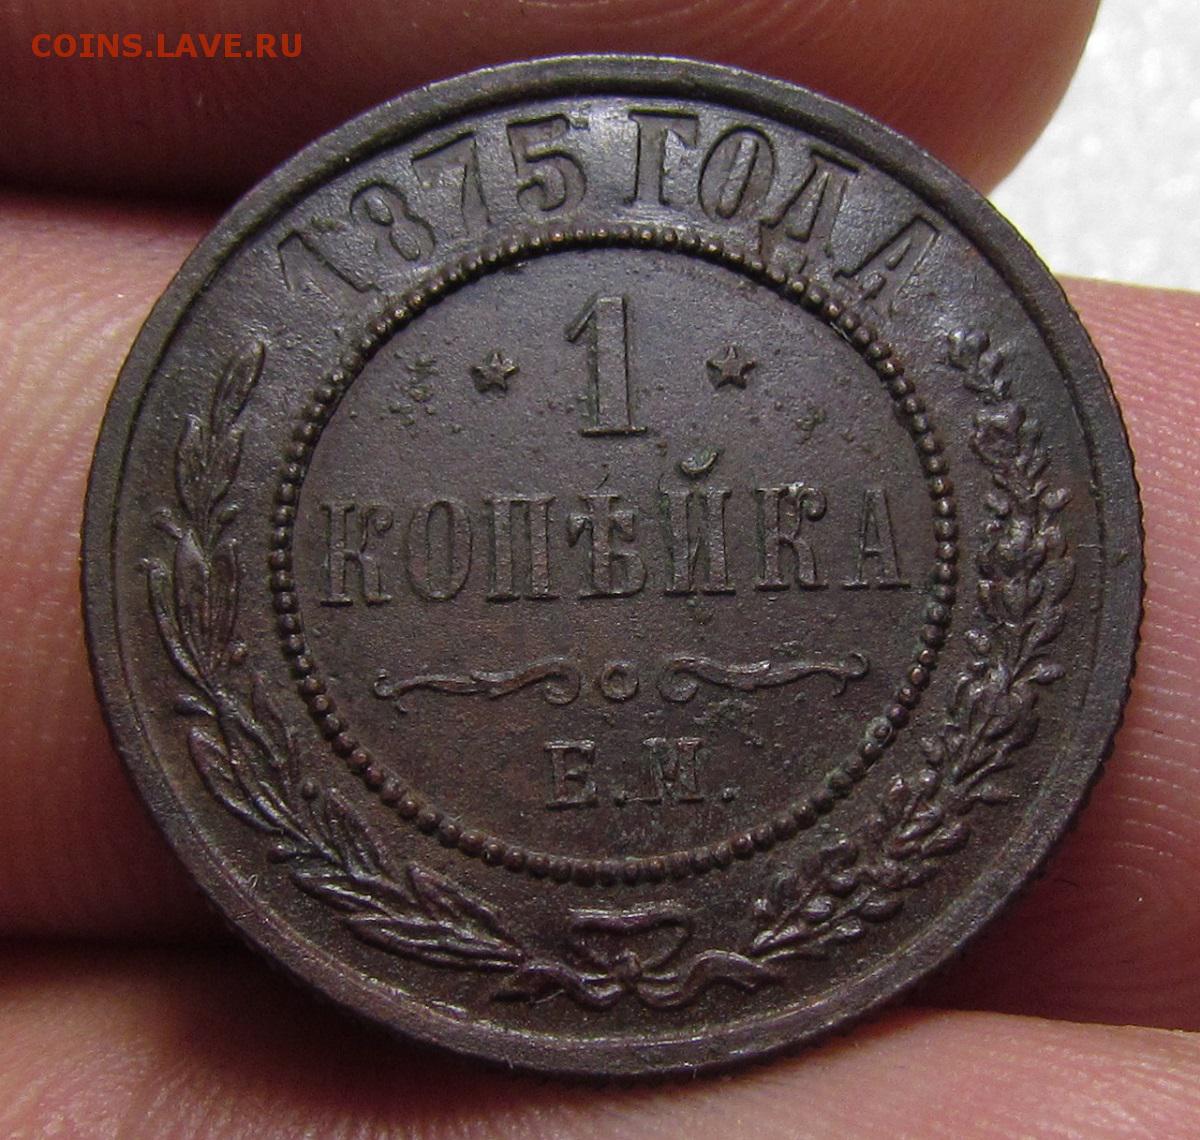 COINS.LAVE.RU
1875 ГОДА
1
КОПѢЙКА
Е.М.